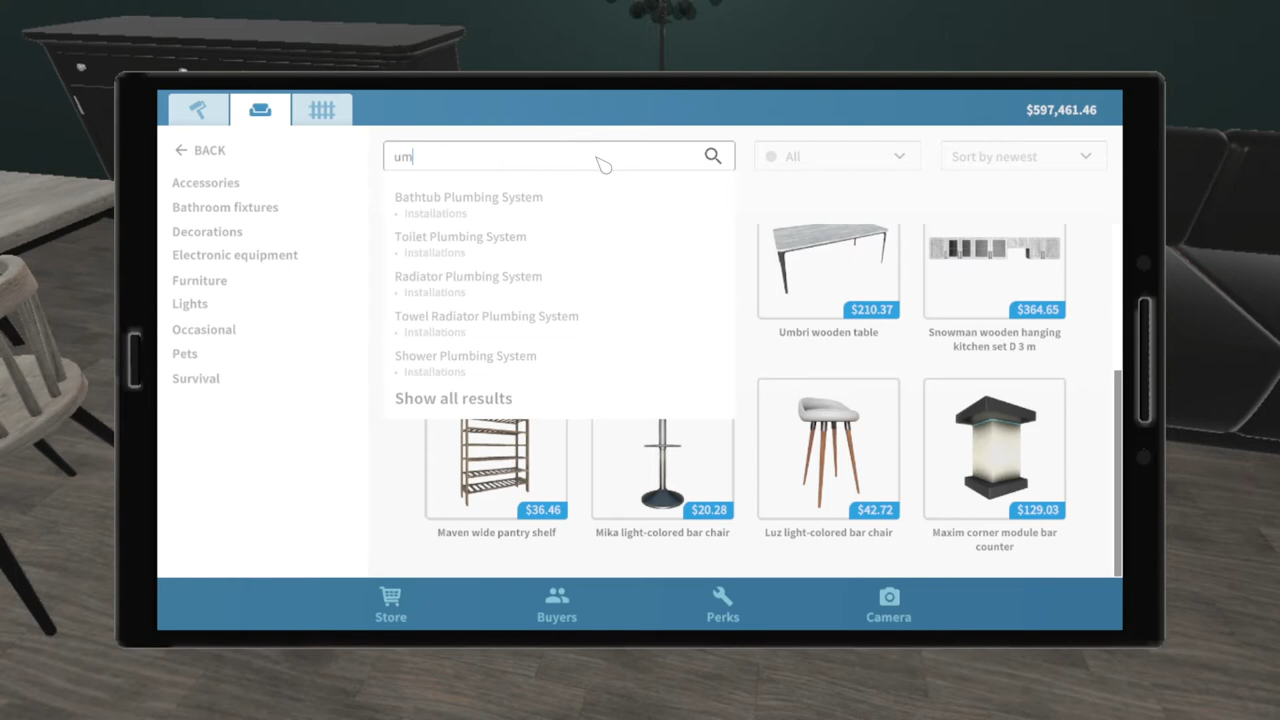 $597,461.46
BACK
um
All
Sort by newest
Accessories
Bathroom fixtures
Decorations
Electronic equipment
Furniture
Lights
Occasional
Pets
Survival
Bathtub Plumbing System
• Installations
Toilet Plumbing System
• Installations
Radiator Plumbing System
• Installations
Towel Radiator Plumbing System
• Installations
Shower Plumbing System
• Installations
Show all results
$210.37
Umbri wooden table
$364.65
Snowman wooden hanging
kitchen set D 3 m
$36.46
Maven wide pantry shelf
$20.28
Mika light-colored bar chair
$42.72
Luz light-colored bar chair
$129.03
Maxim corner module bar
counter
Store
Buyers
Perks
Camera